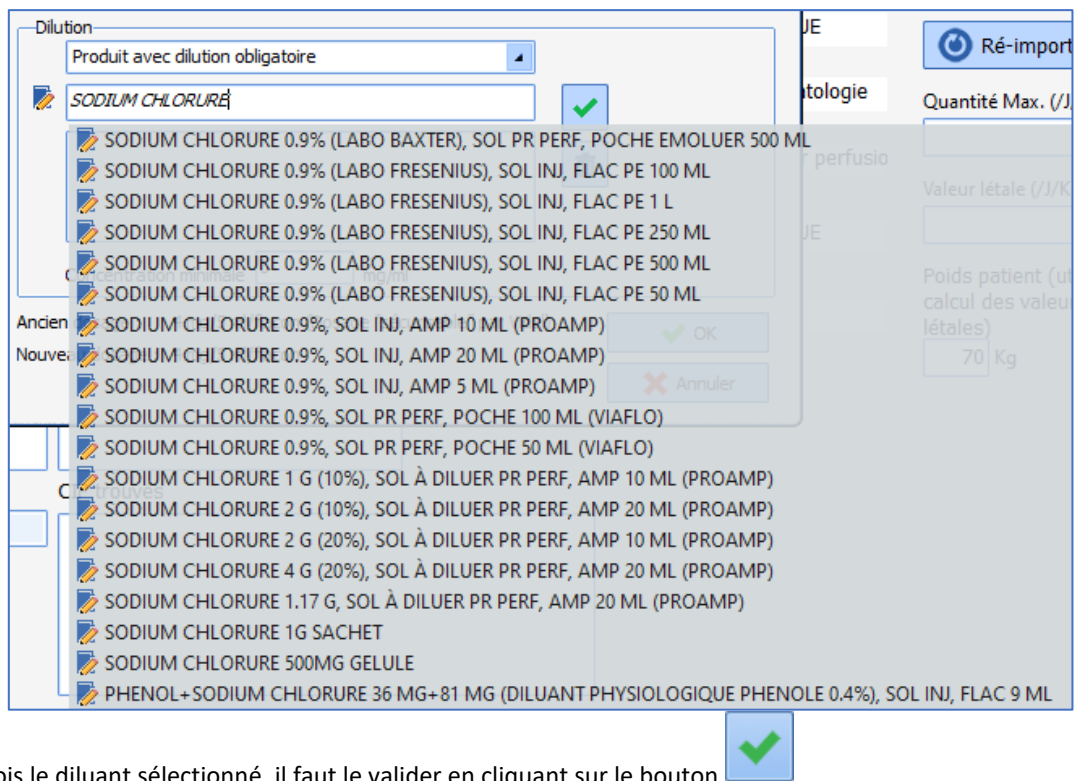 Dilution
Produit avec dilution obligatoire
SODIUM CHLORURE
UE
tologie
Ré-import
Quantité Max. (/J
perfusio
Valeur létale (/J/K
UE
Poids patient (ut
calcul des valeu
létales)
70 Kg
SODIUM CHLORURE 0.9% (LABO BAXTER), SOL PR PERF, POCHE EMOLUER 500 ML
SODIUM CHLORURE 0.9% (LABO FRESENIUS), SOL INJ, FLAC PE 100 ML
SODIUM CHLORURE 0.9% (LABO FRESENIUS), SOL INJ, FLAC PE 1 L
SODIUM CHLORURE 0.9% (LABO FRESENIUS), SOL INJ, FLAC PE 250 ML
SODIUM CHLORURE 0.9% (LABO FRESENIUS), SOL INJ, FLAC PE 500 ML
Concentration minimale mg/ml
SODIUM CHLORURE 0.9% (LABO FRESENIUS), SOL INJ, FLAC PE 50 ML
Ancien
SODIUM CHLORURE 0.9%, SOL INJ, AMP 10 ML (PROAMP)
OK
Nouvea
SODIUM CHLORURE 0.9%, SOL INJ, AMP 20 ML (PROAMP)
SODIUM CHLORURE 0.9%, SOL INJ, AMP 5 ML (PROAMP)
Annuler
SODIUM CHLORURE 0.9%, SOL PR PERF, POCHE 100 ML (VIAFLO)
SODIUM CHLORURE 0.9%, SOL PR PERF, POCHE 50 ML (VIAFLO)
SODIUM CHLORURE 1 G (10%), SOL À DILUER PR PERF, AMP 10 ML (PROAMP)
trouvés
SODIUM CHLORURE 2 G (10%), SOL À DILUER PR PERF, AMP 20 ML (PROAMP)
SODIUM CHLORURE 2 G (20%), SOL À DILUER PR PERF, AMP 10 ML (PROAMP)
SODIUM CHLORURE 4 G (20%), SOL À DILUER PR PERF, AMP 20 ML (PROAMP)
SODIUM CHLORURE 1.17 G, SOL À DILUER PR PERF, AMP 20 ML (PROAMP)
SODIUM CHLORURE 1G SACHET
SODIUM CHLORURE 500MG GELULE
PHENOL+SODIUM CHLORURE 36 MG+81 MG (DILUANT PHYSIOLOGIQUE PHENOLE 0.4%), SOL INJ, FLAC 9 ML
ois le diluant sélectionné, il faut le valider en cliquant sur le bouton